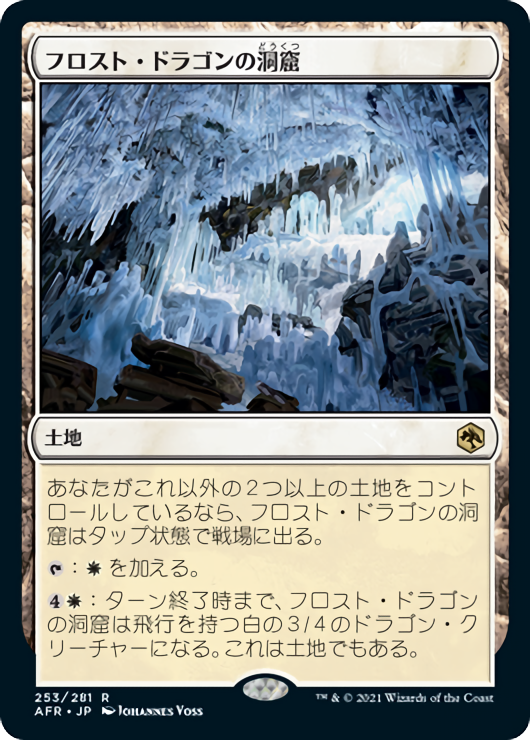 どうくつ
フロスト・ドラゴンの洞窟
土地
あなたがこれ以外の2つ以上の土地をコント
ロールしているなら、フロスト・ドラゴンの洞
窟はタップ状態で戦場に出る。
:を加える。
4:ターン終了時まで、フロスト・ドラゴン
の洞窟は飛行を持つ白の3/4のドラゴン・ク
リーチャーになる。これは土地でもある。
253/281 R
AFR・JP Johannes Voss
™ & © 2021 Wizards of the Coast